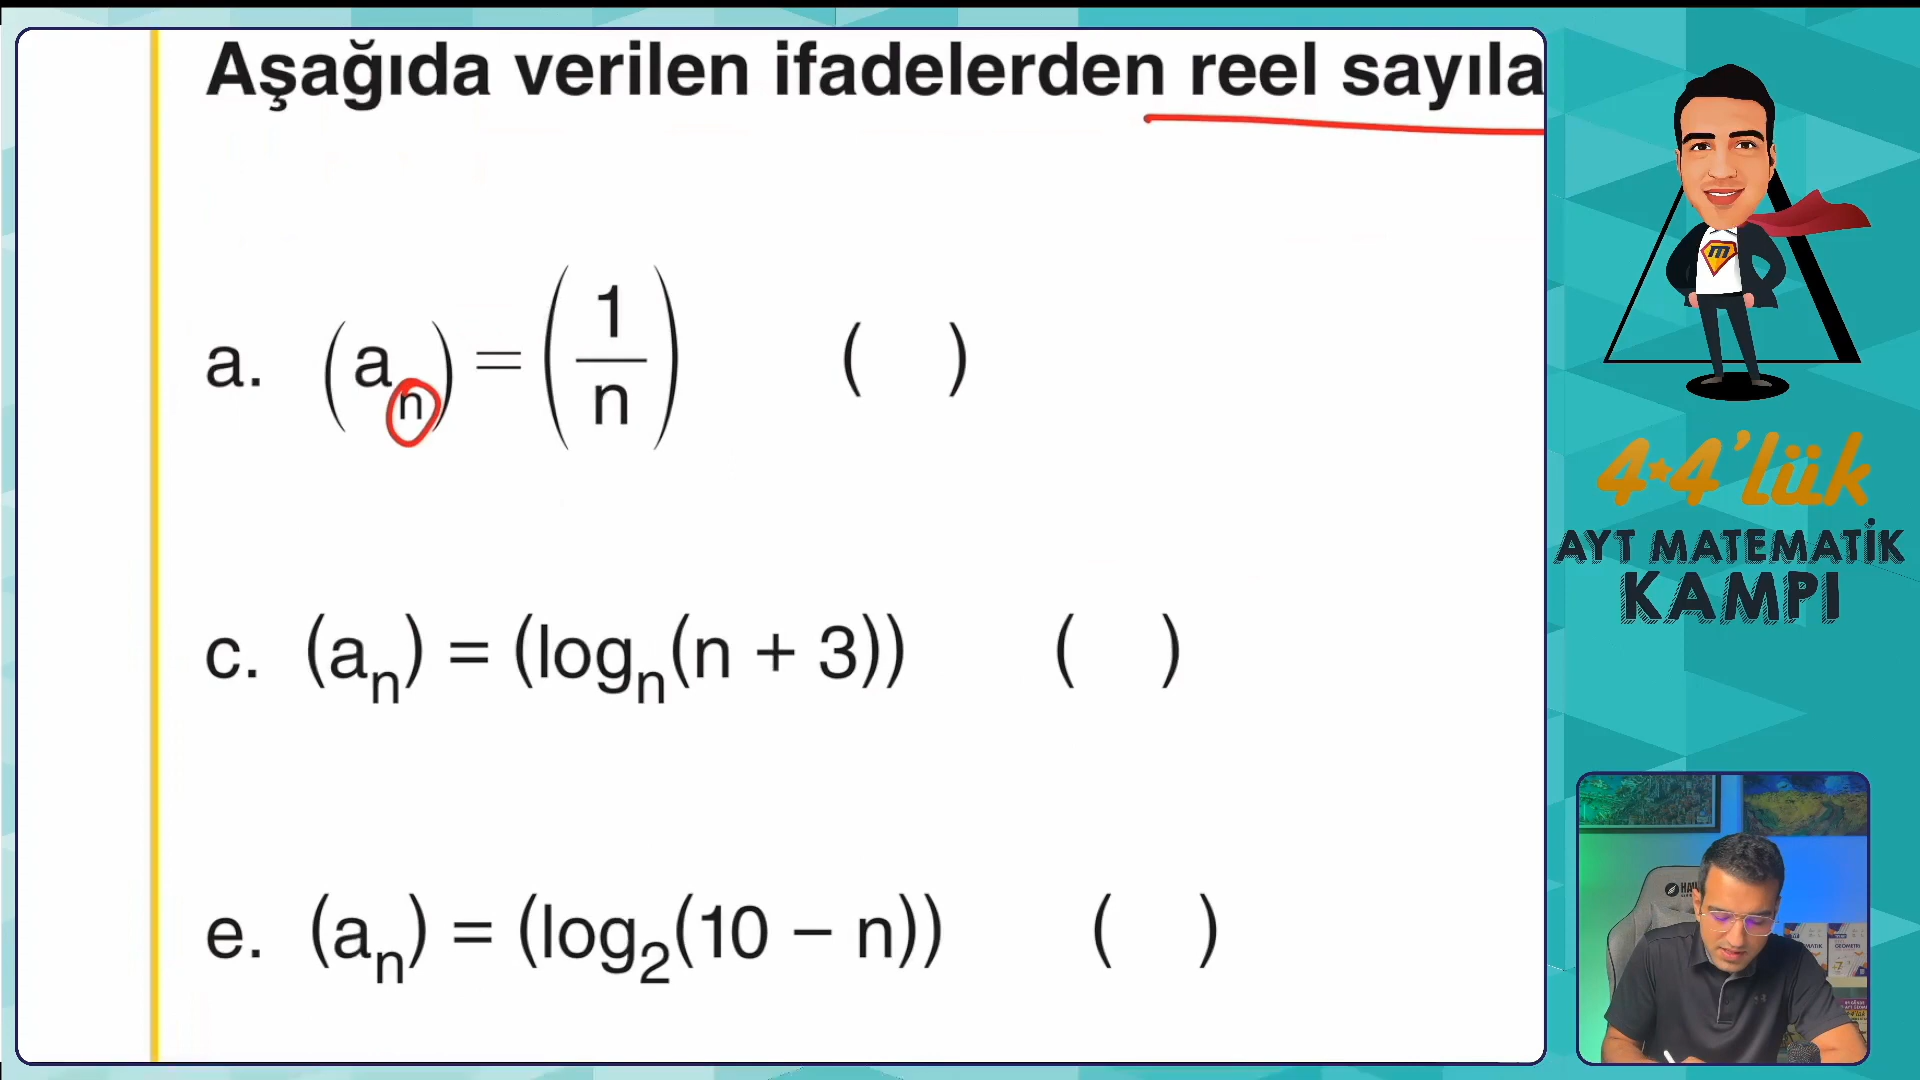 Aşağıda verilen ifadelerden reel sayıla
a. (aₙ) = (1/n) ( )
c. (aₙ) = (logₙ(n + 3)) ( )
e. (aₙ) = (log₂(10 − n)) ( )
m
4★4'lük
AYT MATEMATİK
KAMPI
GEOMETRİ